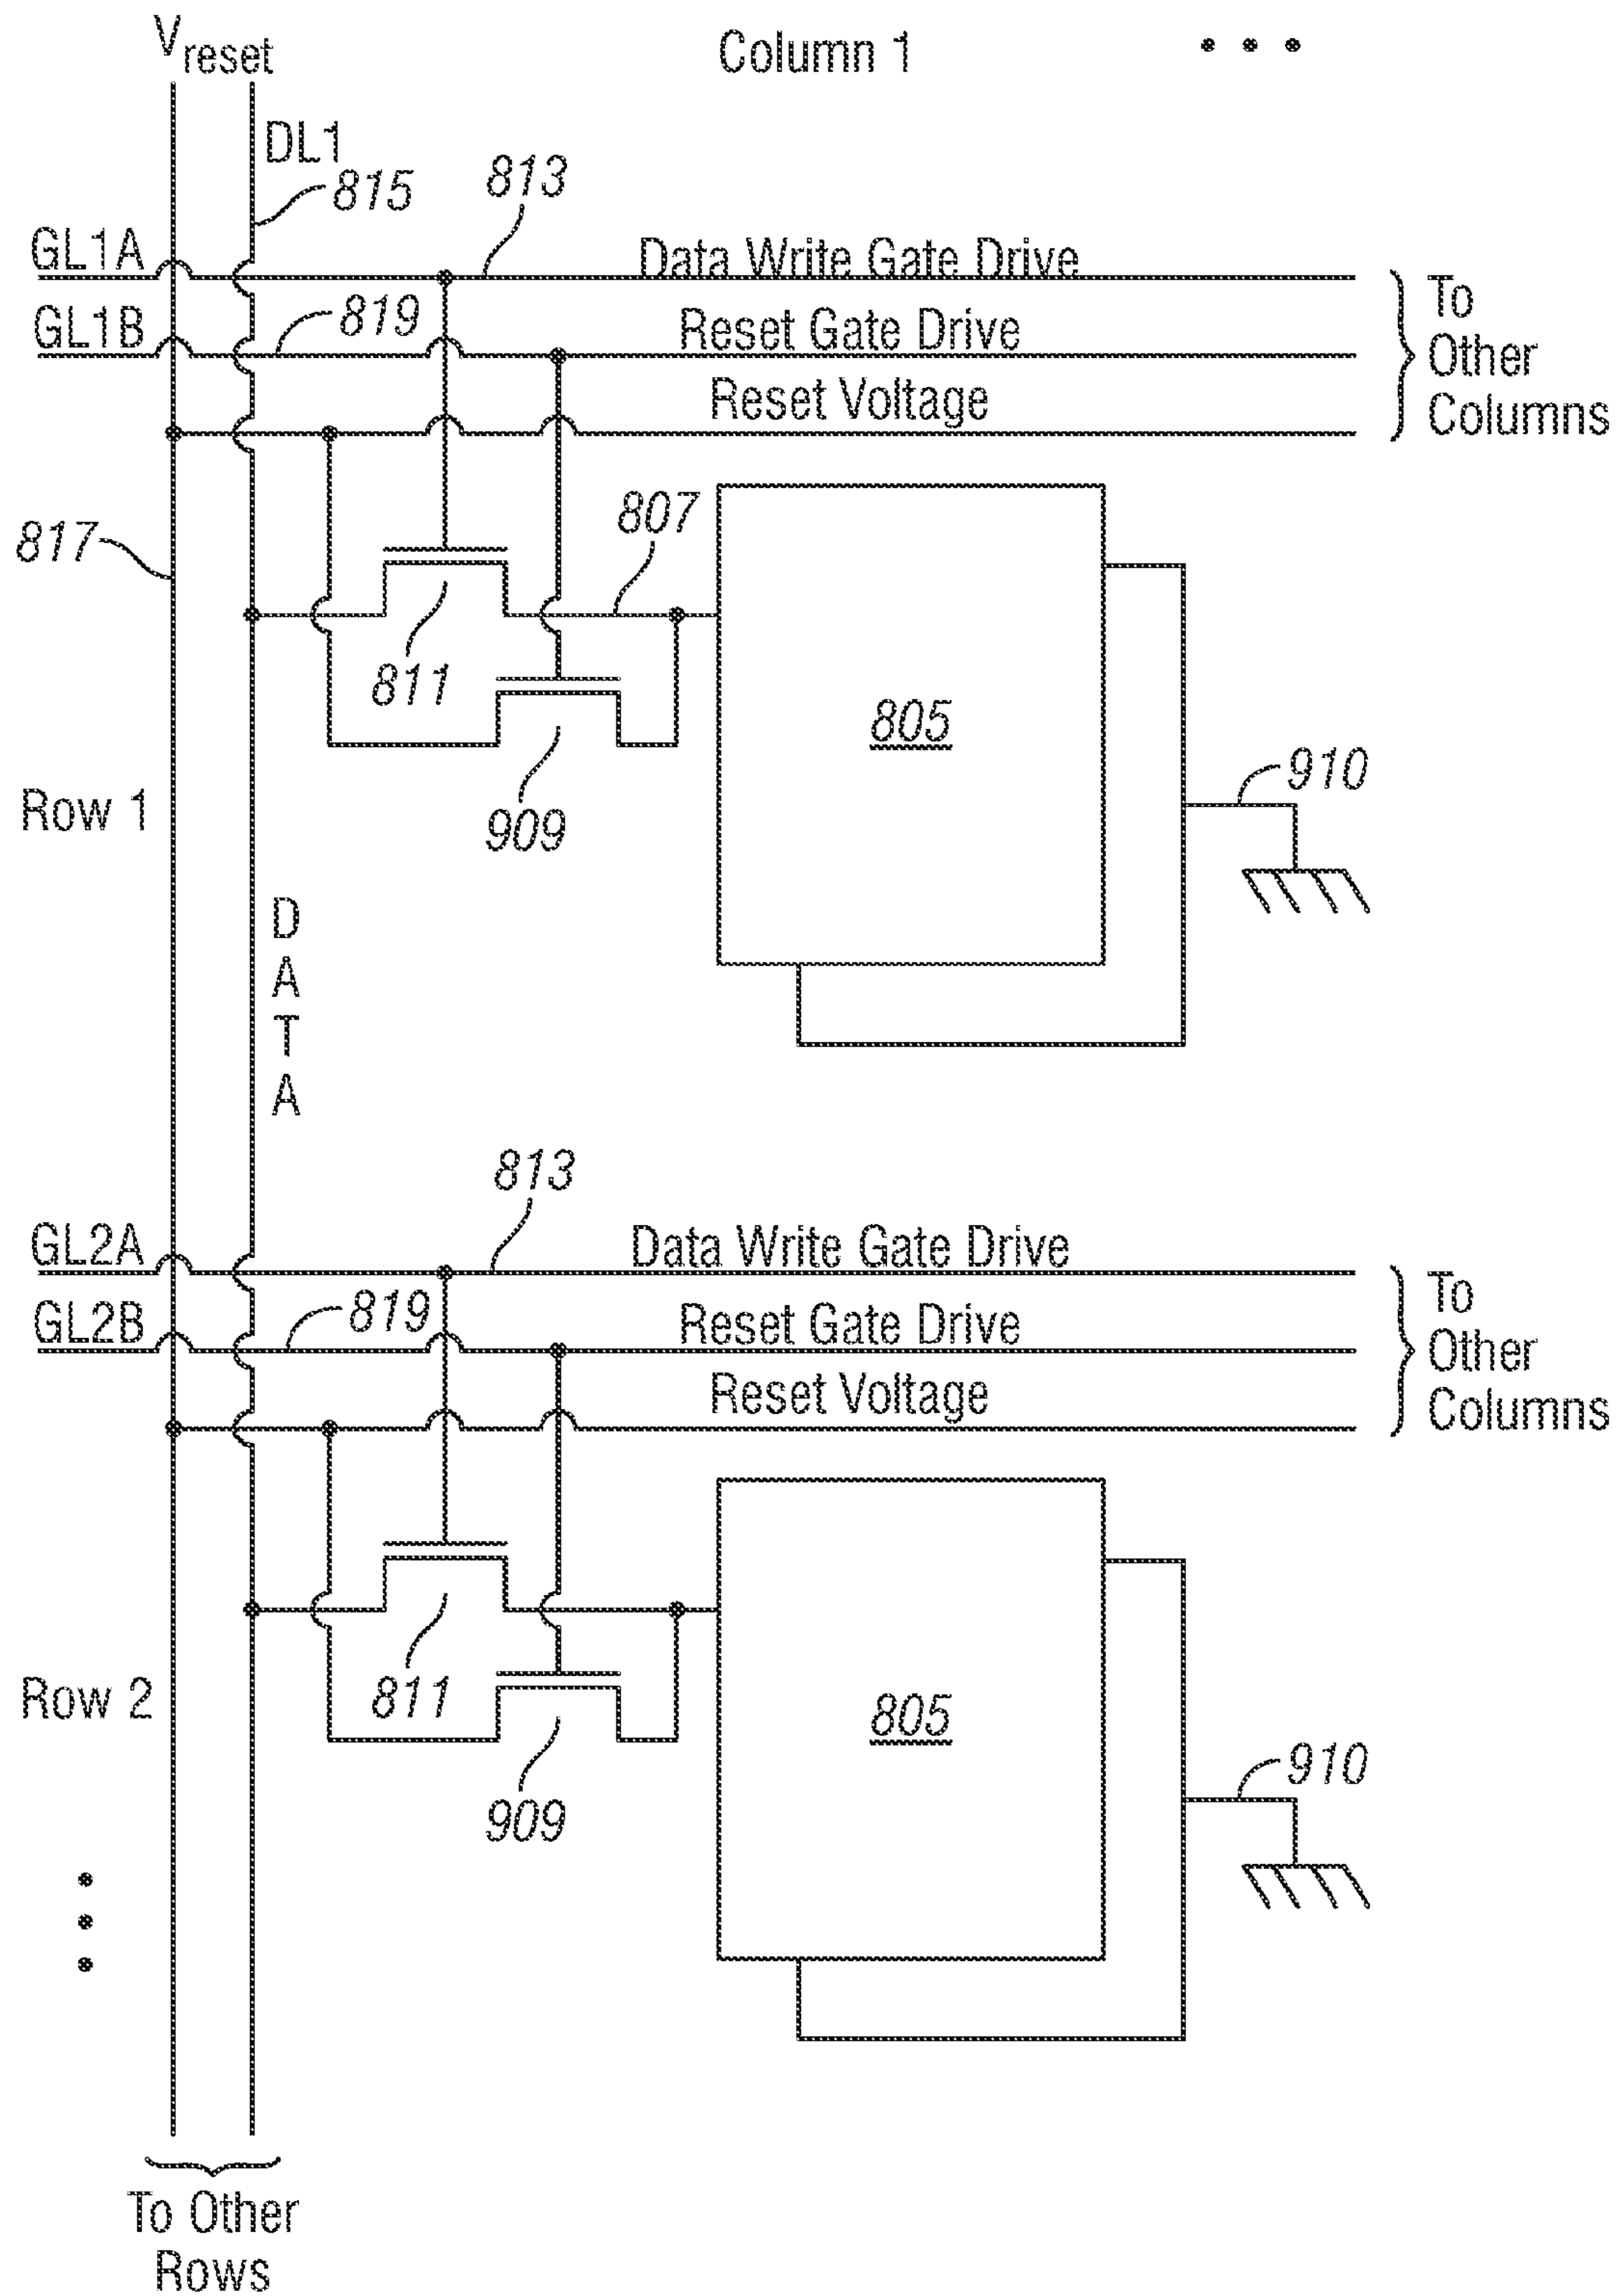 Vreset
Column 1
DL1
815
813
GL1A
Data Write Gate Drive
To
Other
Columns
GL1B
819
Reset Gate Drive
Reset Voltage
817
807
811
805
909
910
Row 1
D
A
T
A
813
GL2A
Data Write Gate Drive
To
Other
Columns
GL2B
819
Reset Gate Drive
Reset Voltage
811
805
Row 2
909
910
To Other
Rows